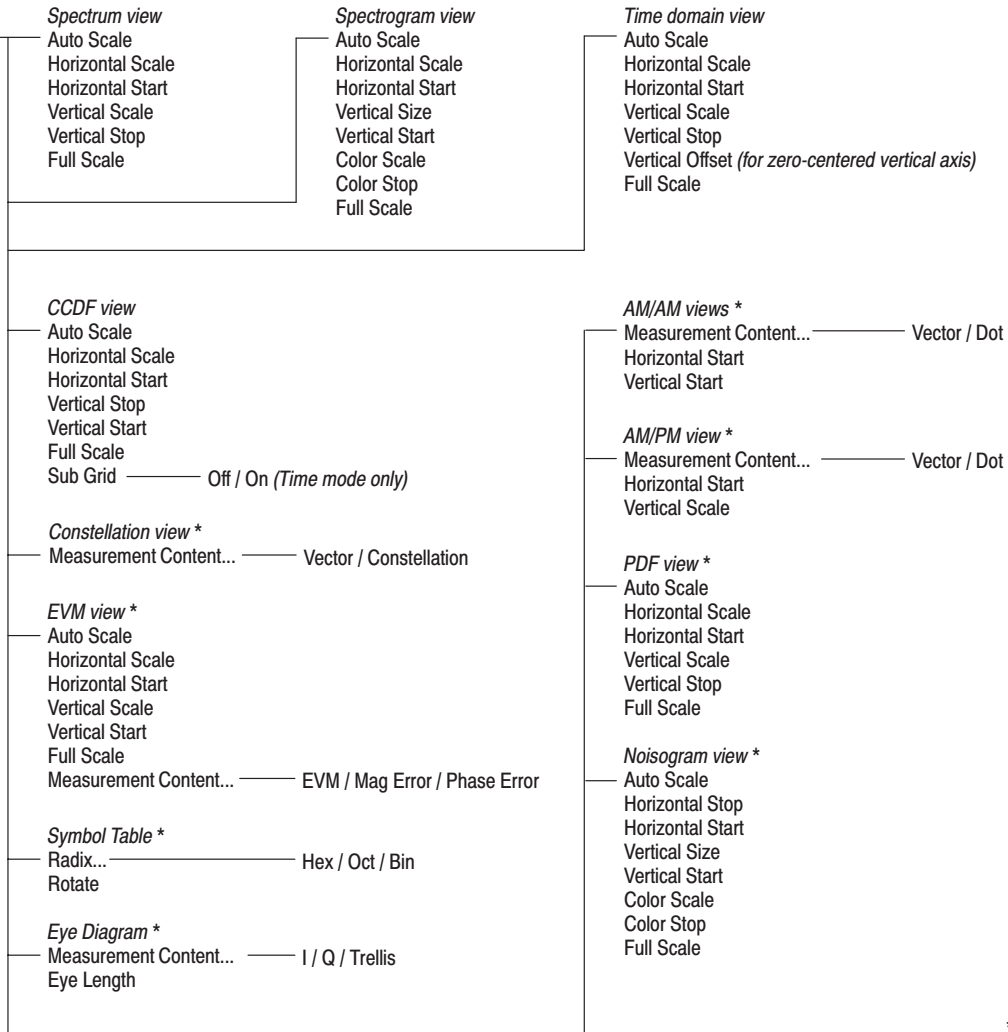 Spectrum view
Auto Scale
Horizontal Scale
Horizontal Start
Vertical Scale
Vertical Stop
Full Scale
Spectrogram view
Auto Scale
Horizontal Scale
Horizontal Start
Vertical Size
Vertical Start
Color Scale
Color Stop
Full Scale
Time domain view
Auto Scale
Horizontal Scale
Horizontal Start
Vertical Scale
Vertical Stop
Vertical Offset (for zero-centered vertical axis)
Full Scale
CCDF view
Auto Scale
Horizontal Scale
Horizontal Start
Vertical Stop
Vertical Start
Full Scale
Sub Grid Off / On (Time mode only)
Constellation view *
Measurement Content... Vector / Constellation
EVM view *
Auto Scale
Horizontal Scale
Horizontal Start
Vertical Scale
Vertical Start
Full Scale
Measurement Content... EVM / Mag Error / Phase Error
Symbol Table *
Radix... Hex / Oct / Bin
Rotate
Eye Diagram *
Measurement Content... I / Q / Trellis
Eye Length
AM/AM views *
Measurement Content... Vector / Dot
Horizontal Start
Vertical Start
AM/PM view *
Measurement Content... Vector / Dot
Horizontal Start
Vertical Scale
PDF view *
Auto Scale
Horizontal Scale
Horizontal Start
Vertical Scale
Vertical Stop
Full Scale
Noisogram view *
Auto Scale
Horizontal Stop
Horizontal Start
Vertical Size
Vertical Start
Color Scale
Color Stop
Full Scale